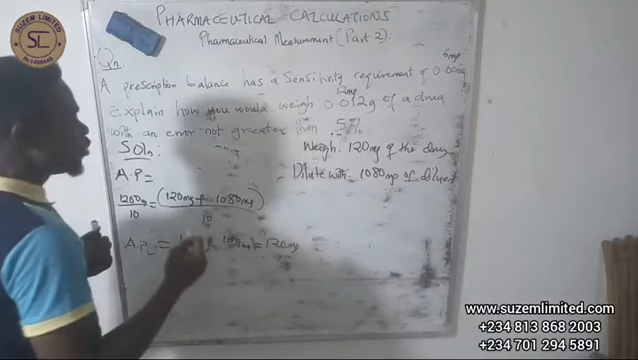 SUZEM LIMITED
SC
PHARMACEUTICAL CALCULATIONS
Pharmaceutical Measurement (Part 2).
Qn
6mg
A prescription balance has a Sensitivity requirement of 0.006g.
12mg
Explain how you would weigh 0.012g of a drug
with an error not greater than 5%.
Soln: Weigh: 120mg of the drug
A.P= Dilute with: 1080mg of diluent
1200mg = (120mg + 1080mg)
10 10
A.P = = 120mg
www.suzemlimited.com
+234 813 868 2003
+234 701 294 5891